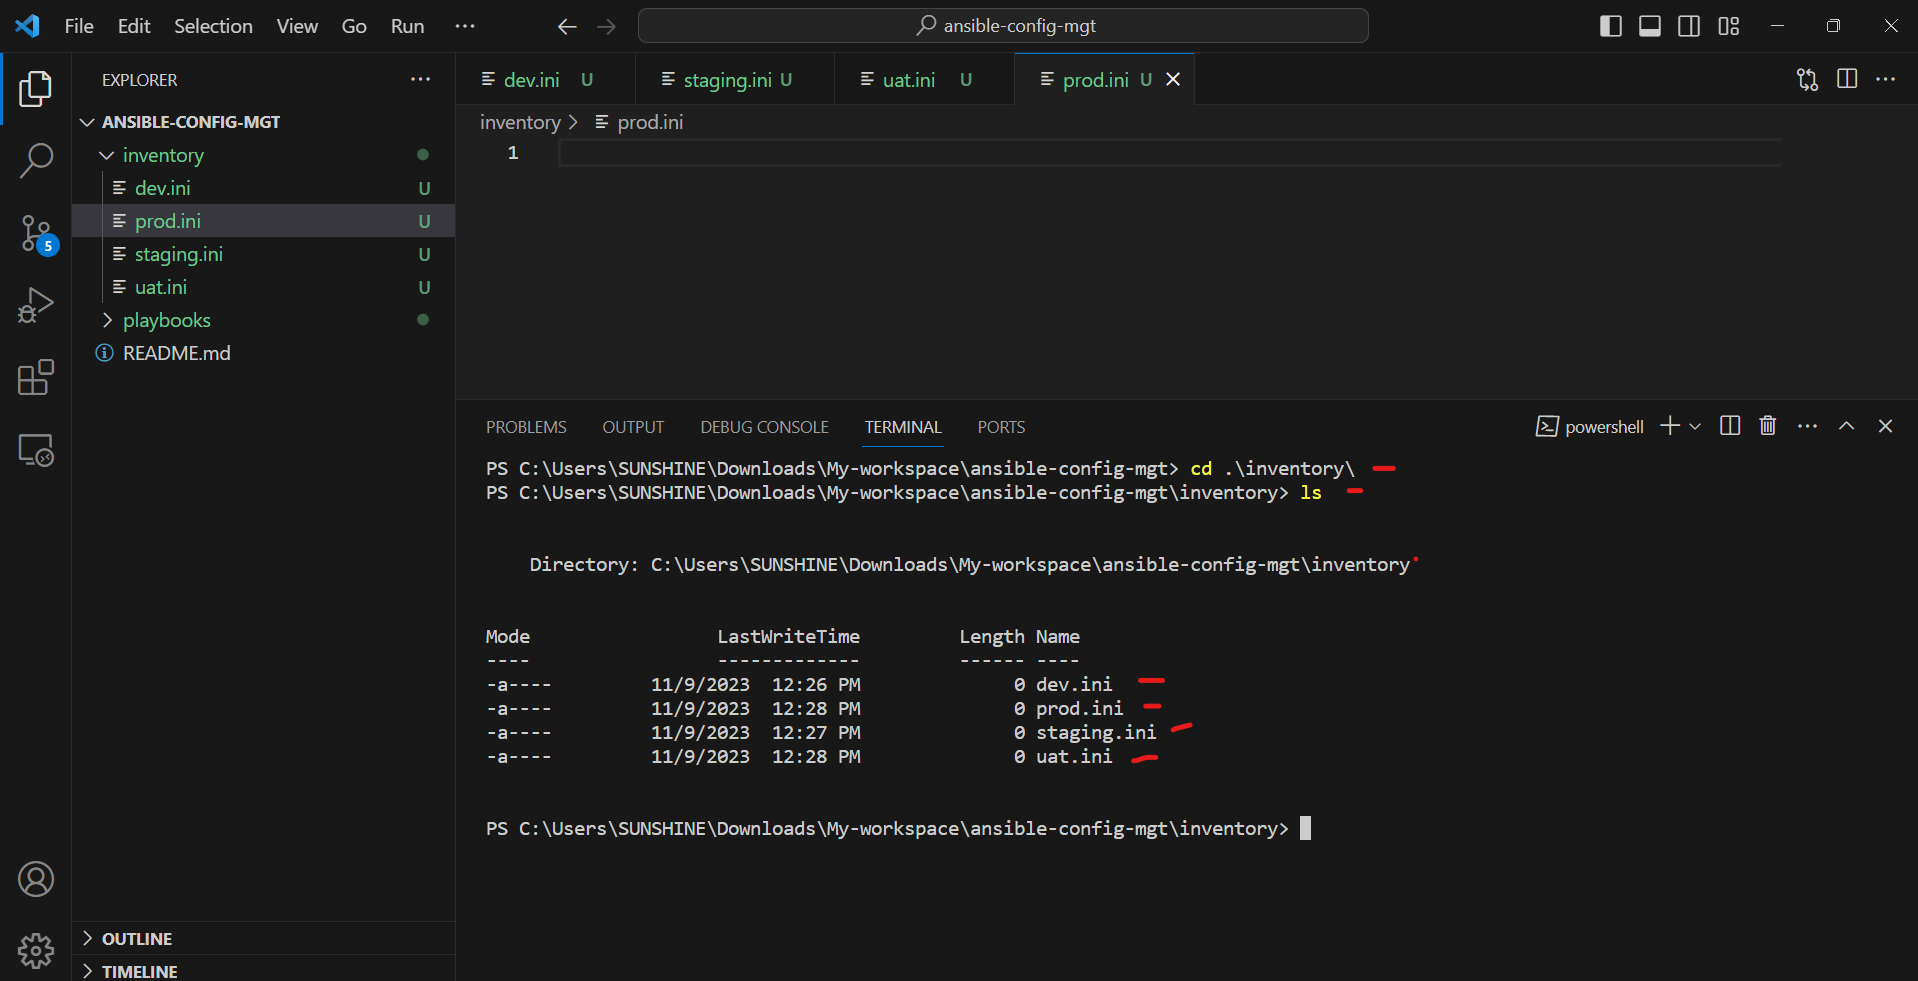 File Edit Selection View Go Run ··· ansible-config-mgt
EXPLORER ···
ANSIBLE-CONFIG-MGT
inventory
dev.ini U
prod.ini U
staging.ini U
uat.ini U
playbooks
README.md
5
OUTLINE
TIMELINE
dev.ini U staging.ini U uat.ini U prod.ini U
inventory > prod.ini
1
PROBLEMS OUTPUT DEBUG CONSOLE TERMINAL PORTS powershell
PS C:\Users\SUNSHINE\Downloads\My-workspace\ansible-config-mgt> cd .\inventory\
PS C:\Users\SUNSHINE\Downloads\My-workspace\ansible-config-mgt\inventory> ls
Directory: C:\Users\SUNSHINE\Downloads\My-workspace\ansible-config-mgt\inventory
Mode LastWriteTime Length Name
---- ------------- ------ ----
-a---- 11/9/2023 12:26 PM 0 dev.ini
-a---- 11/9/2023 12:28 PM 0 prod.ini
-a---- 11/9/2023 12:27 PM 0 staging.ini
-a---- 11/9/2023 12:28 PM 0 uat.ini
PS C:\Users\SUNSHINE\Downloads\My-workspace\ansible-config-mgt\inventory>